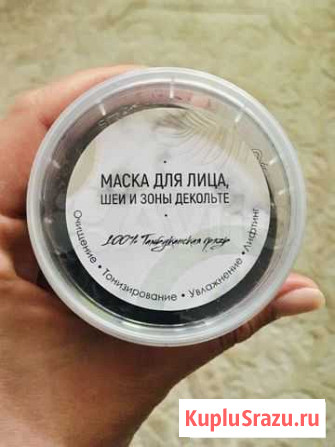 МАСКА ДЛЯ ЛИЦА,
ШЕИ И ЗОНЫ ДЕКОЛЬТЕ
100% Тамбуканская грязь
Очищение • Тонизирование • Увлажнение • Лифтинг
KupluSrazu.ru